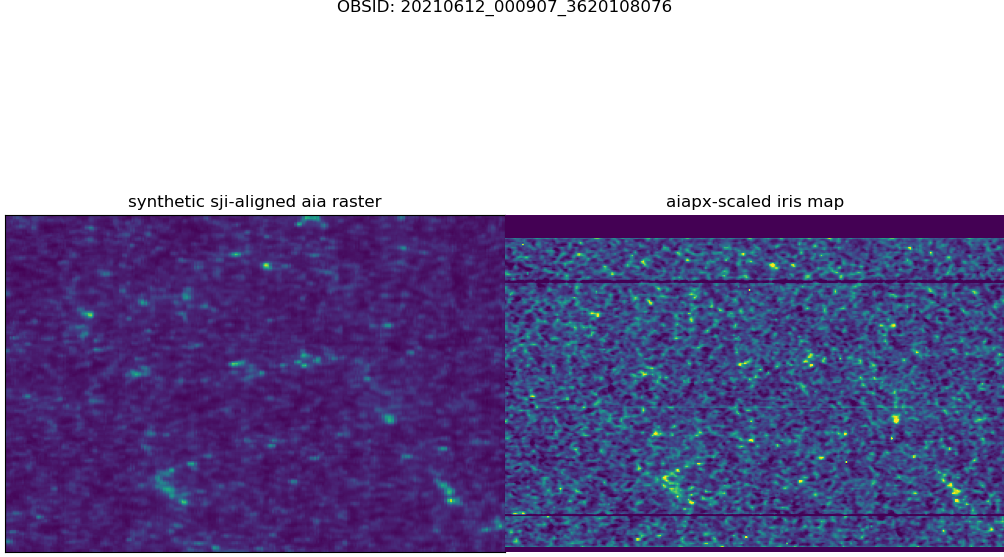 OBSID: 20210612_000907_3620108076
synthetic sji-aligned aia raster
aiapx-scaled iris map